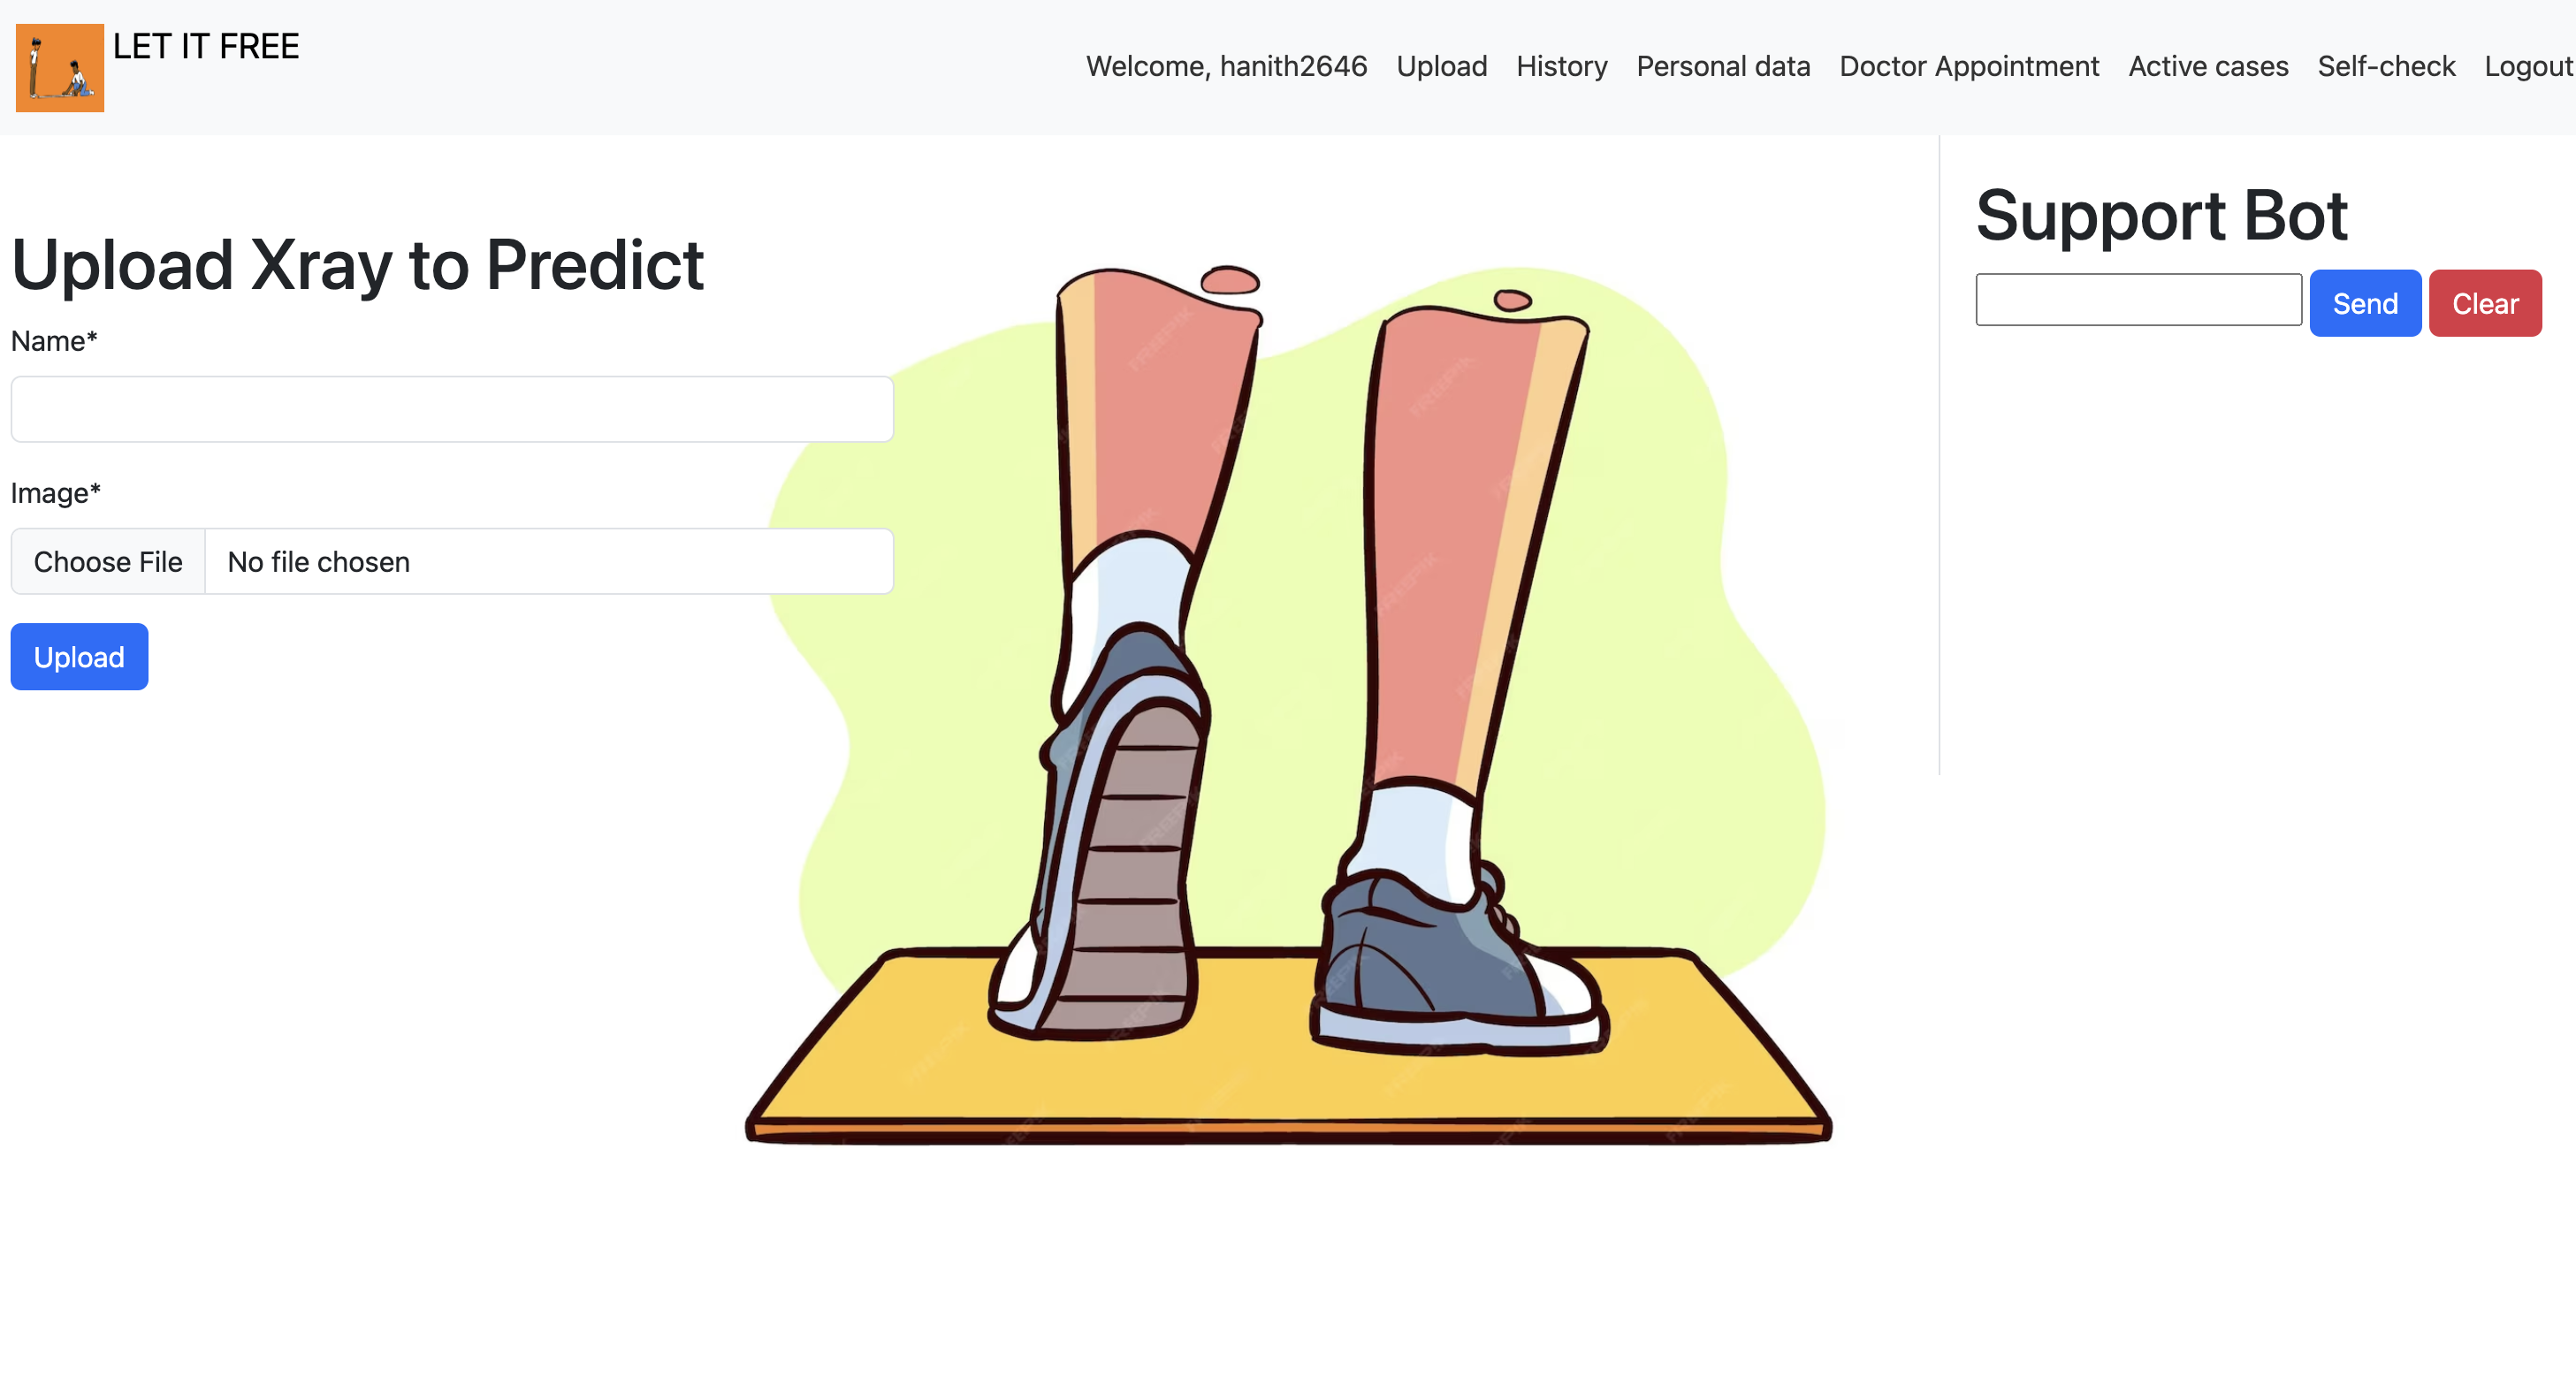 LET IT FREE
Welcome, hanith2646 Upload History Personal data Doctor Appointment Active cases Self-check Logout
Upload Xray to Predict
Name*
Image*
Choose File No file chosen
Upload
Support Bot
Send Clear
FREEPIK